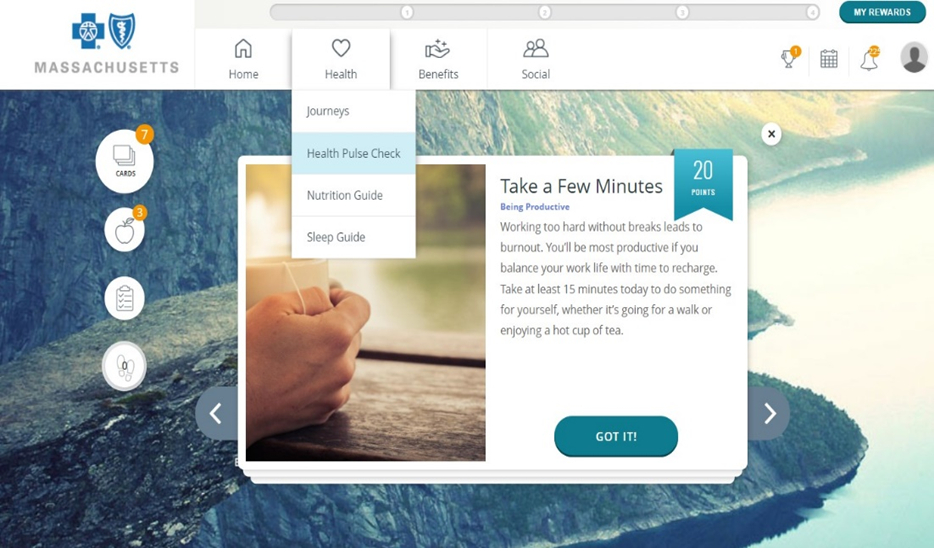 1 2 3 4
MY REWARDS
MASSACHUSETTS
Home Health Benefits Social
1
Journeys
Health Pulse Check
Nutrition Guide
Sleep Guide
7
CARDS
3
0
20
POINTS
Take a Few Minutes
Being Productive
Working too hard without breaks leads to
burnout. You'll be most productive if you
balance your work life with time to recharge.
Take at least 15 minutes today to do something
for yourself, whether it's going for a walk or
enjoying a hot cup of tea.
GOT IT!